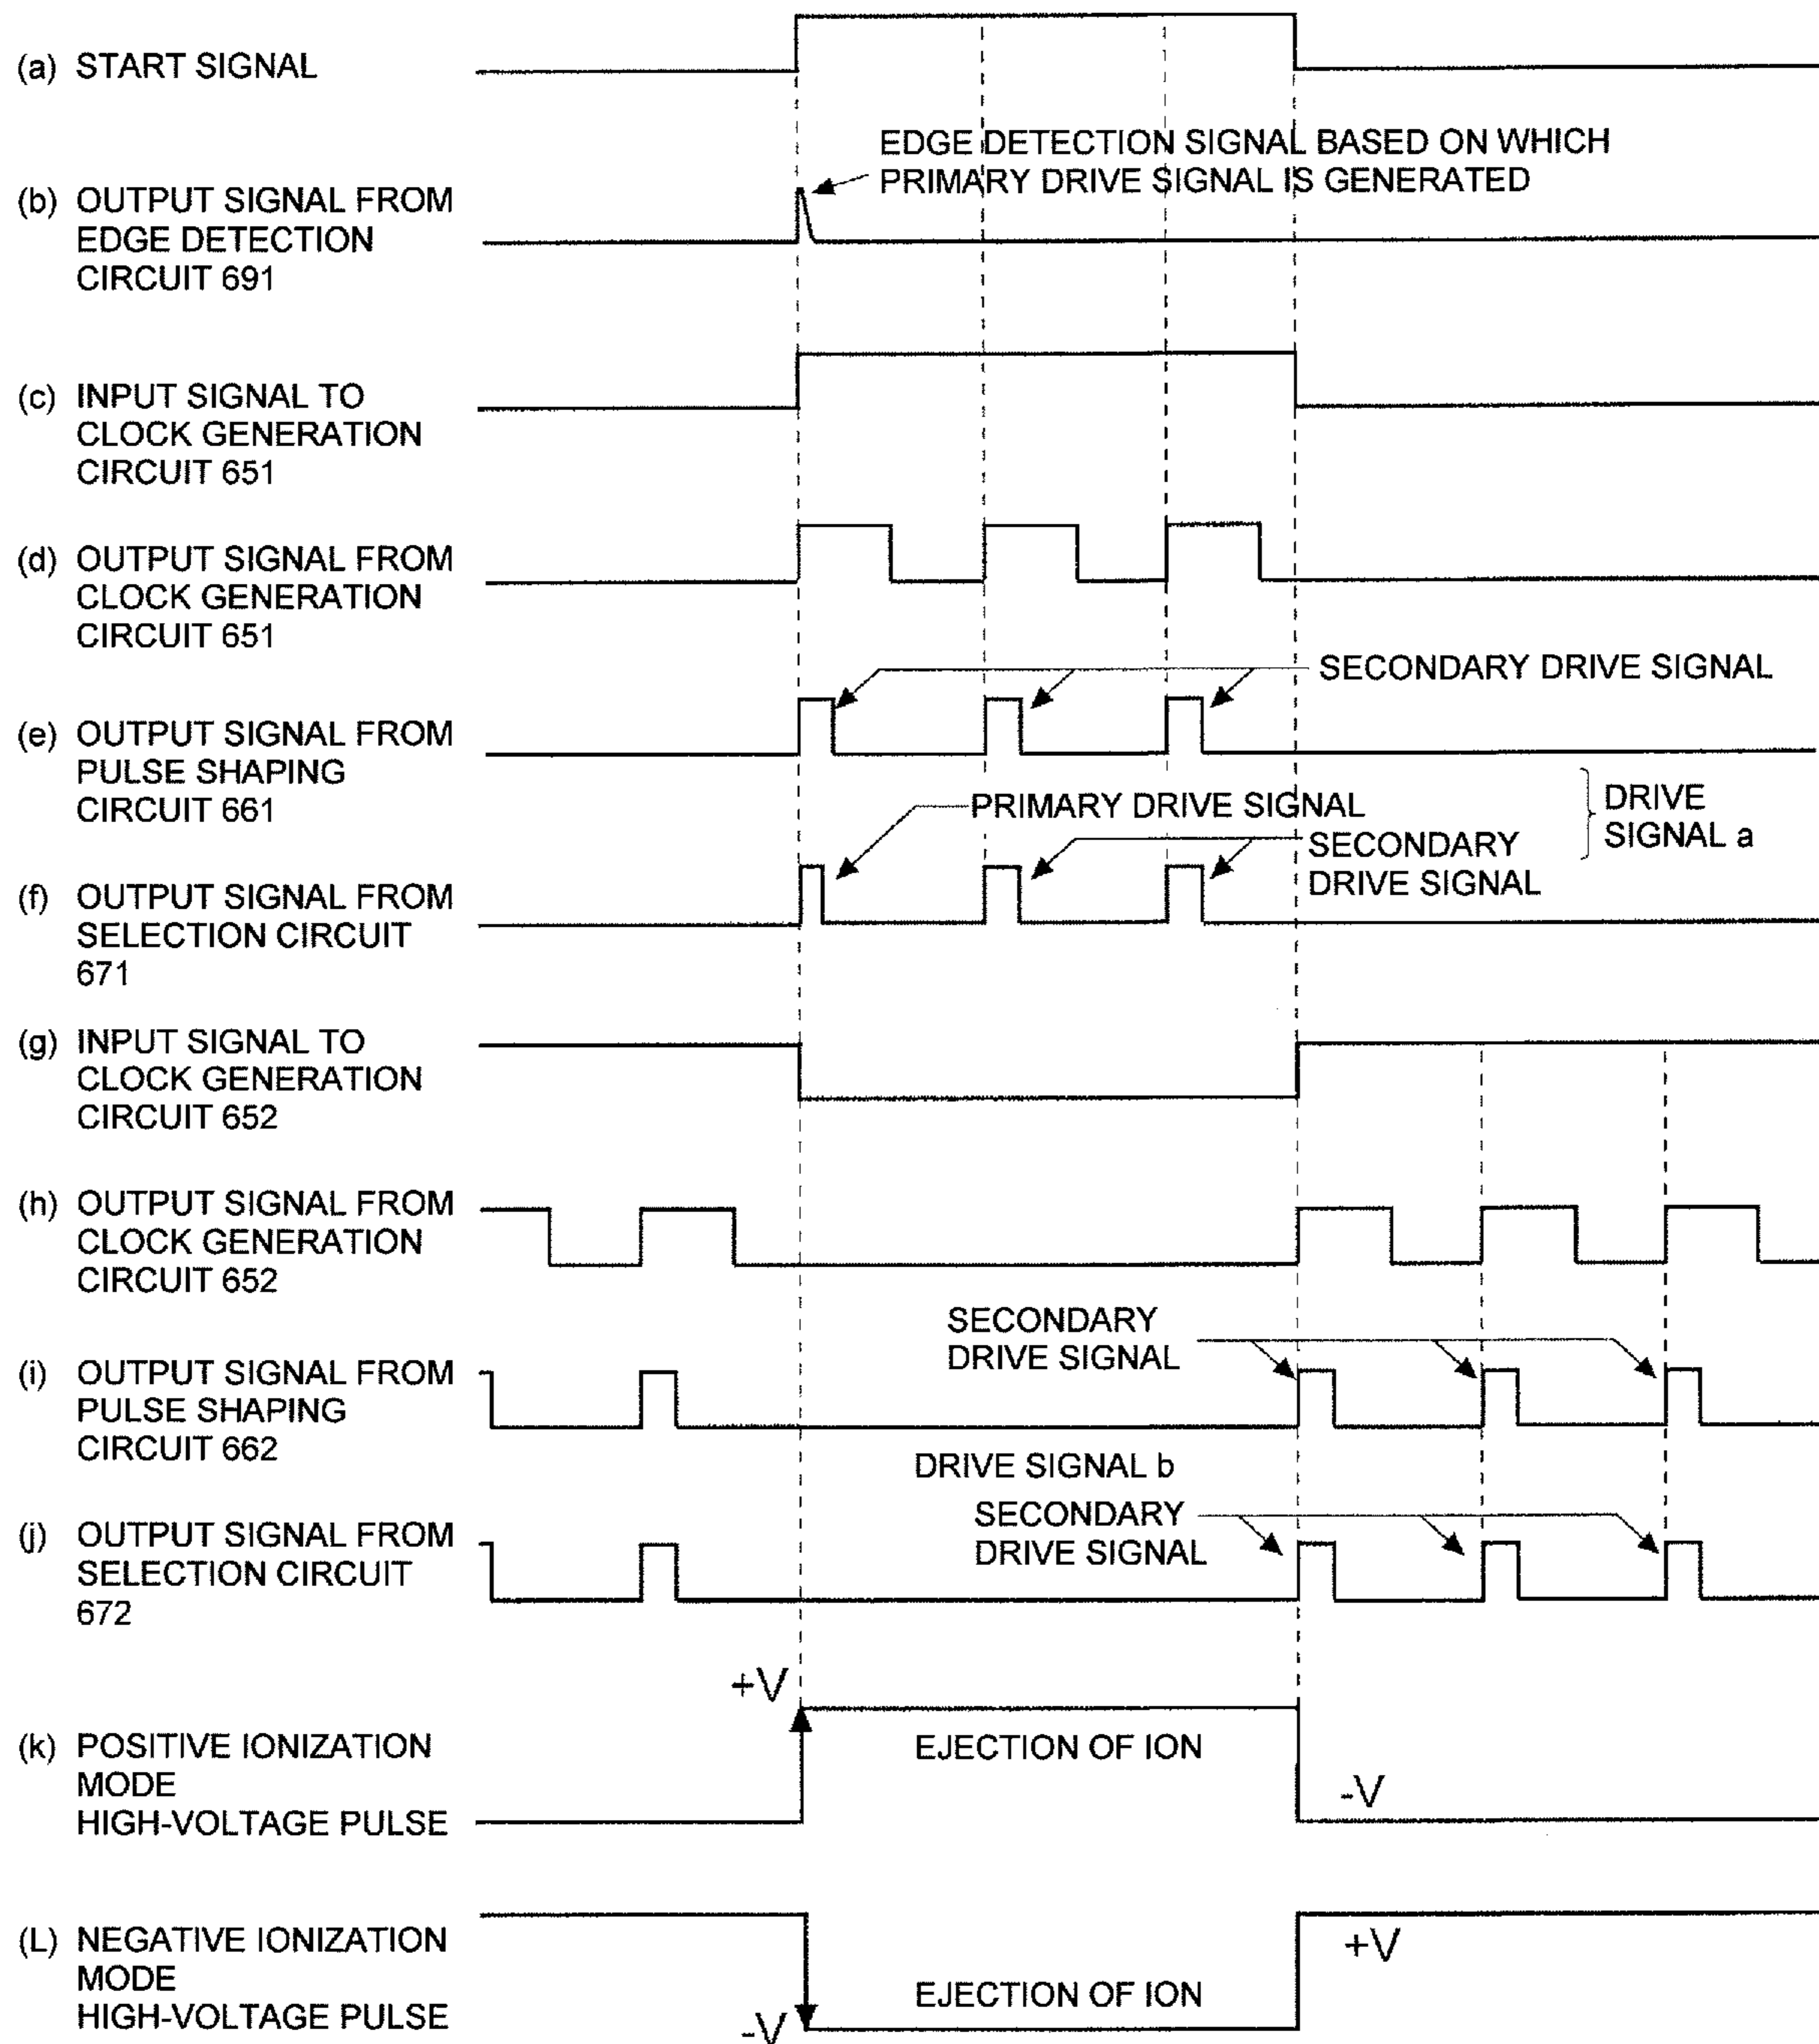 (a) START SIGNAL
EDGE DETECTION SIGNAL BASED ON WHICH
PRIMARY DRIVE SIGNAL IS GENERATED
(b) OUTPUT SIGNAL FROM
EDGE DETECTION
CIRCUIT 691
(c) INPUT SIGNAL TO
CLOCK GENERATION
CIRCUIT 651
(d) OUTPUT SIGNAL FROM
CLOCK GENERATION
CIRCUIT 651
SECONDARY DRIVE SIGNAL
(e) OUTPUT SIGNAL FROM
PULSE SHAPING
CIRCUIT 661
PRIMARY DRIVE SIGNAL
DRIVE
SIGNAL a
SECONDARY
DRIVE SIGNAL
(f) OUTPUT SIGNAL FROM
SELECTION CIRCUIT
671
(g) INPUT SIGNAL TO
CLOCK GENERATION
CIRCUIT 652
(h) OUTPUT SIGNAL FROM
CLOCK GENERATION
CIRCUIT 652
SECONDARY
DRIVE SIGNAL
(i) OUTPUT SIGNAL FROM
PULSE SHAPING
CIRCUIT 662
DRIVE SIGNAL b
SECONDARY
DRIVE SIGNAL
(j) OUTPUT SIGNAL FROM
SELECTION CIRCUIT
672
+V
(k) POSITIVE IONIZATION
MODE
HIGH-VOLTAGE PULSE
EJECTION OF ION
-V
(L) NEGATIVE IONIZATION
MODE
HIGH-VOLTAGE PULSE
+V
EJECTION OF ION
-V